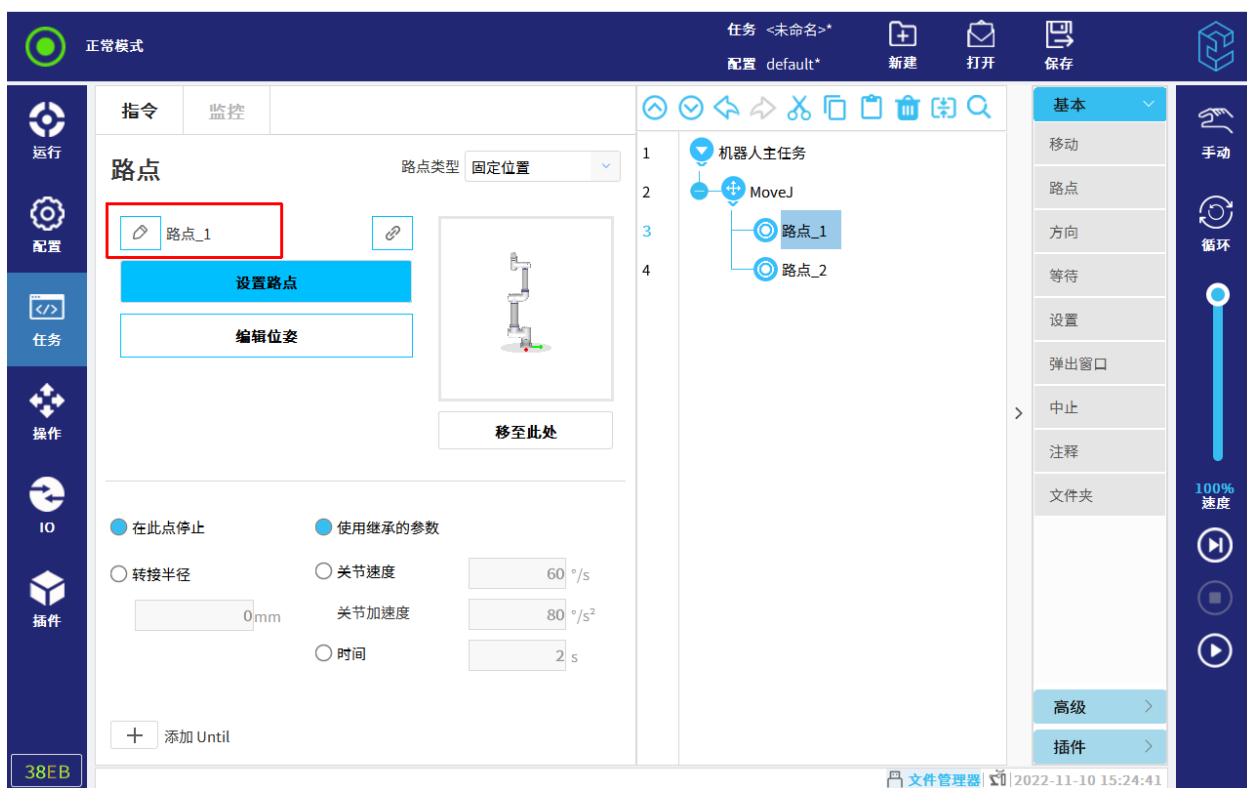 正常模式
任务 <未命名>*
配置 default*
新建
打开
保存
运行
配置
任务
操作
IO
插件
38EB
指令
监控
路点
路点类型 固定位置
路点_1
设置路点
编辑位姿
移至此处
在此点停止
使用继承的参数
转接半径
关节速度 60 °/s
0 mm
关节加速度 80 °/s²
时间 2 s
添加 Until
1 机器人主任务
2 MoveJ
3 路点_1
4 路点_2
基本
移动
路点
方向
等待
设置
弹出窗口
中止
注释
文件夹
高级
插件
手动
循环
100%
速度
文件管理器
2022-11-10 15:24:41